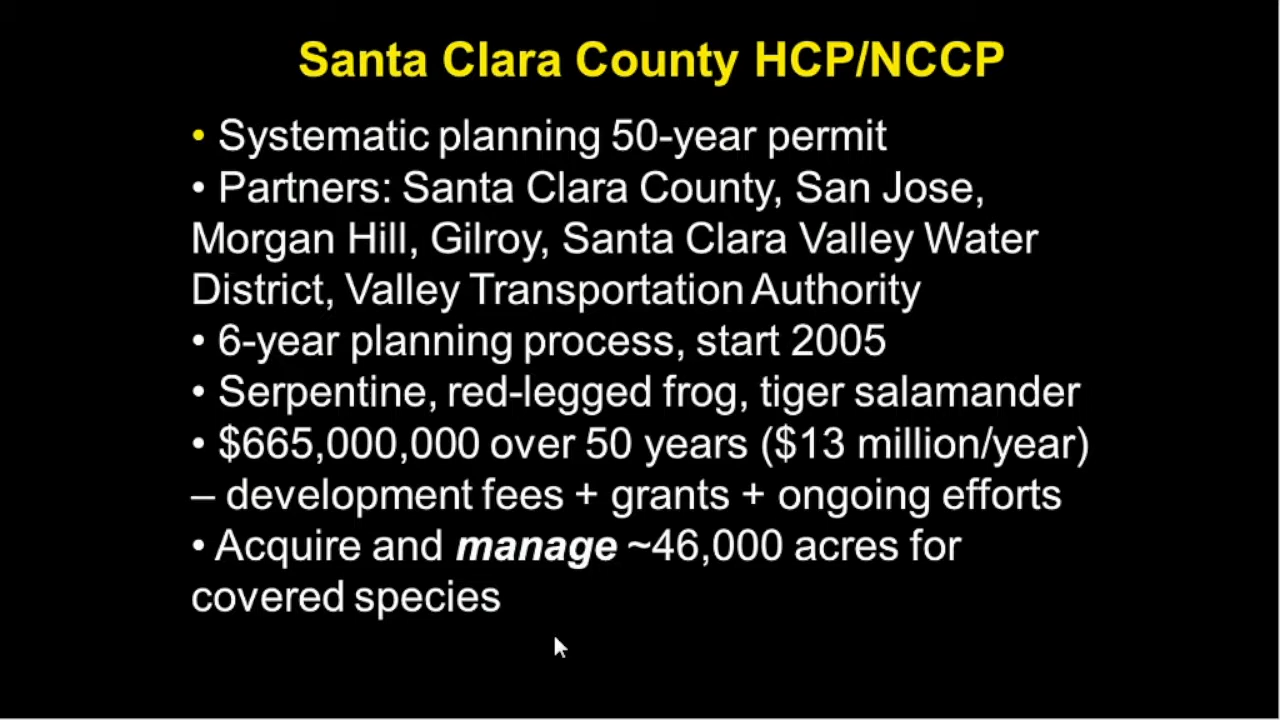 Santa Clara County HCP/NCCP
• Systematic planning 50-year permit
• Partners: Santa Clara County, San Jose,
Morgan Hill, Gilroy, Santa Clara Valley Water
District, Valley Transportation Authority
• 6-year planning process, start 2005
• Serpentine, red-legged frog, tiger salamander
• $665,000,000 over 50 years ($13 million/year)
– development fees + grants + ongoing efforts
• Acquire and manage ~46,000 acres for
covered species